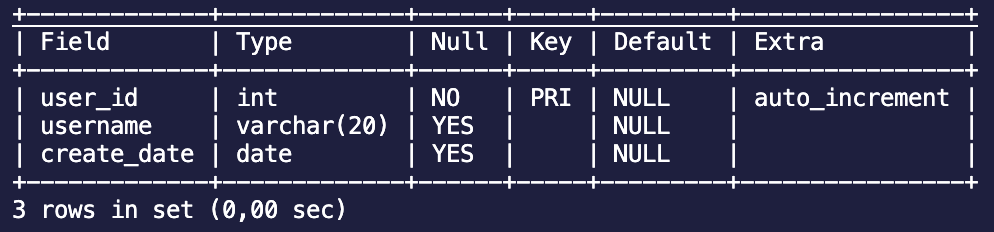 +-------------+-------------+------+-----+---------+----------------+
| Field       | Type        | Null | Key | Default | Extra          |
+-------------+-------------+------+-----+---------+----------------+
| user_id     | int         | NO   | PRI | NULL    | auto_increment |
| username    | varchar(20) | YES  |     | NULL    |                |
| create_date | date        | YES  |     | NULL    |                |
+-------------+-------------+------+-----+---------+----------------+
3 rows in set (0,00 sec)